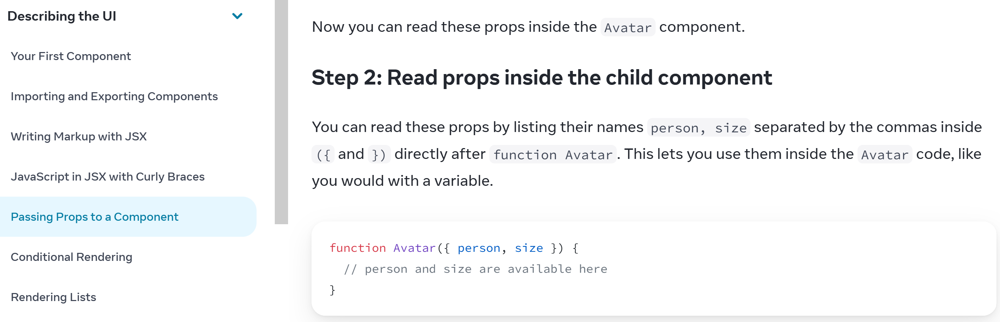 Describing the UI
Your First Component
Importing and Exporting Components
Writing Markup with JSX
JavaScript in JSX with Curly Braces
Passing Props to a Component
Conditional Rendering
Rendering Lists
Now you can read these props inside the Avatar component.
Step 2: Read props inside the child component
You can read these props by listing their names person, size separated by the commas inside
({ and }) directly after function Avatar. This lets you use them inside the Avatar code, like
you would with a variable.
function Avatar({ person, size }) {
  // person and size are available here
}